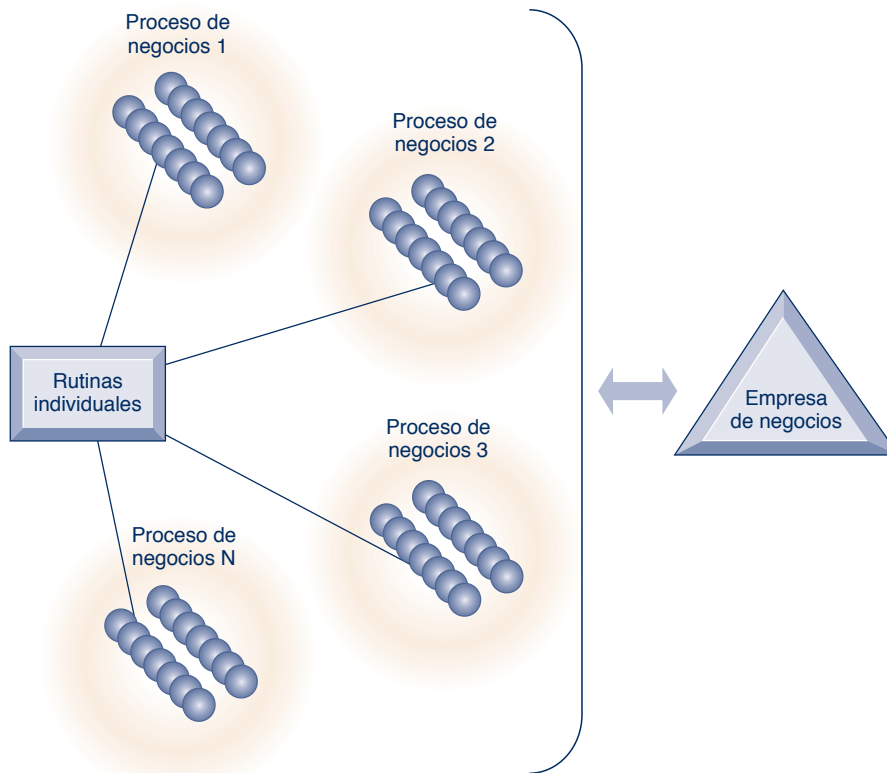 Proceso de
negocios 1
Proceso de
negocios 2
Rutinas
individuales
Empresa
de negocios
Proceso de
negocios 3
Proceso de
negocios N